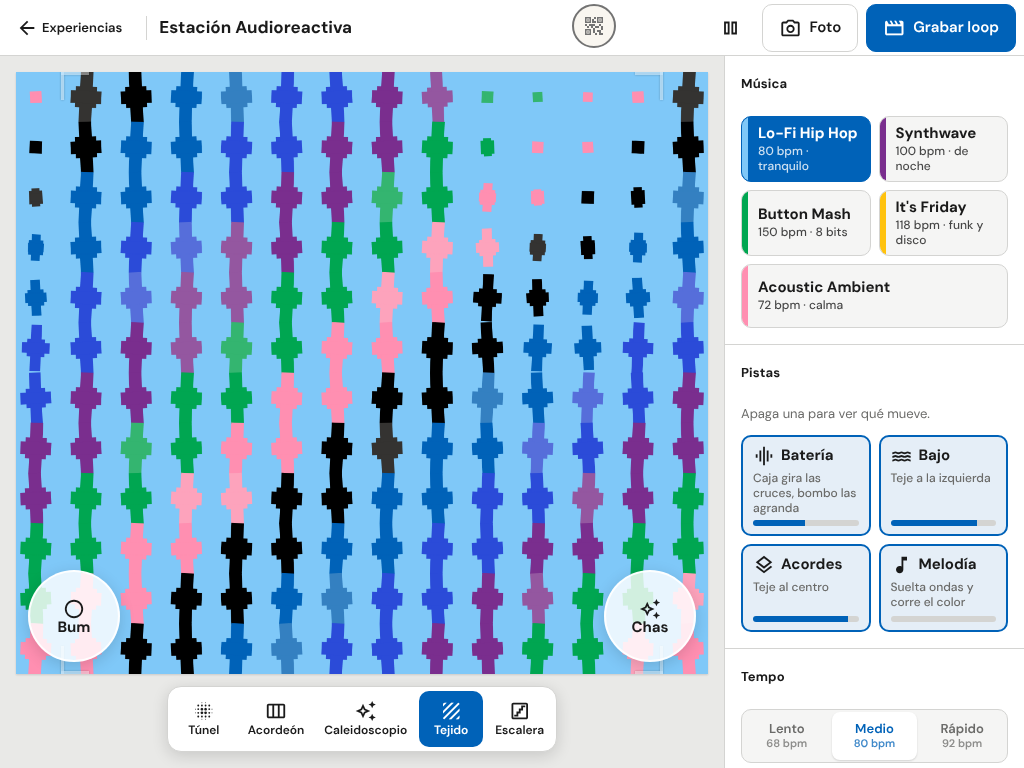 Experiencias
Estación Audioreactiva
Foto
Grabar loop
Música
Lo-Fi Hip Hop
80 bpm ·
tranquilo
Synthwave
100 bpm · de
noche
Button Mash
150 bpm · 8 bits
It's Friday
118 bpm · funk y
disco
Acoustic Ambient
72 bpm · calma
Pistas
Apaga una para ver qué mueve.
Batería
Caja gira las
cruces, bombo las
agranda
Bajo
Teje a la izquierda
Acordes
Teje al centro
Melodía
Suelta ondas y
corre el color
Bum
Chas
Túnel
Acordeón
Caleidoscopio
Tejido
Escalera
Tempo
Lento
68 bpm
Medio
80 bpm
Rápido
92 bpm